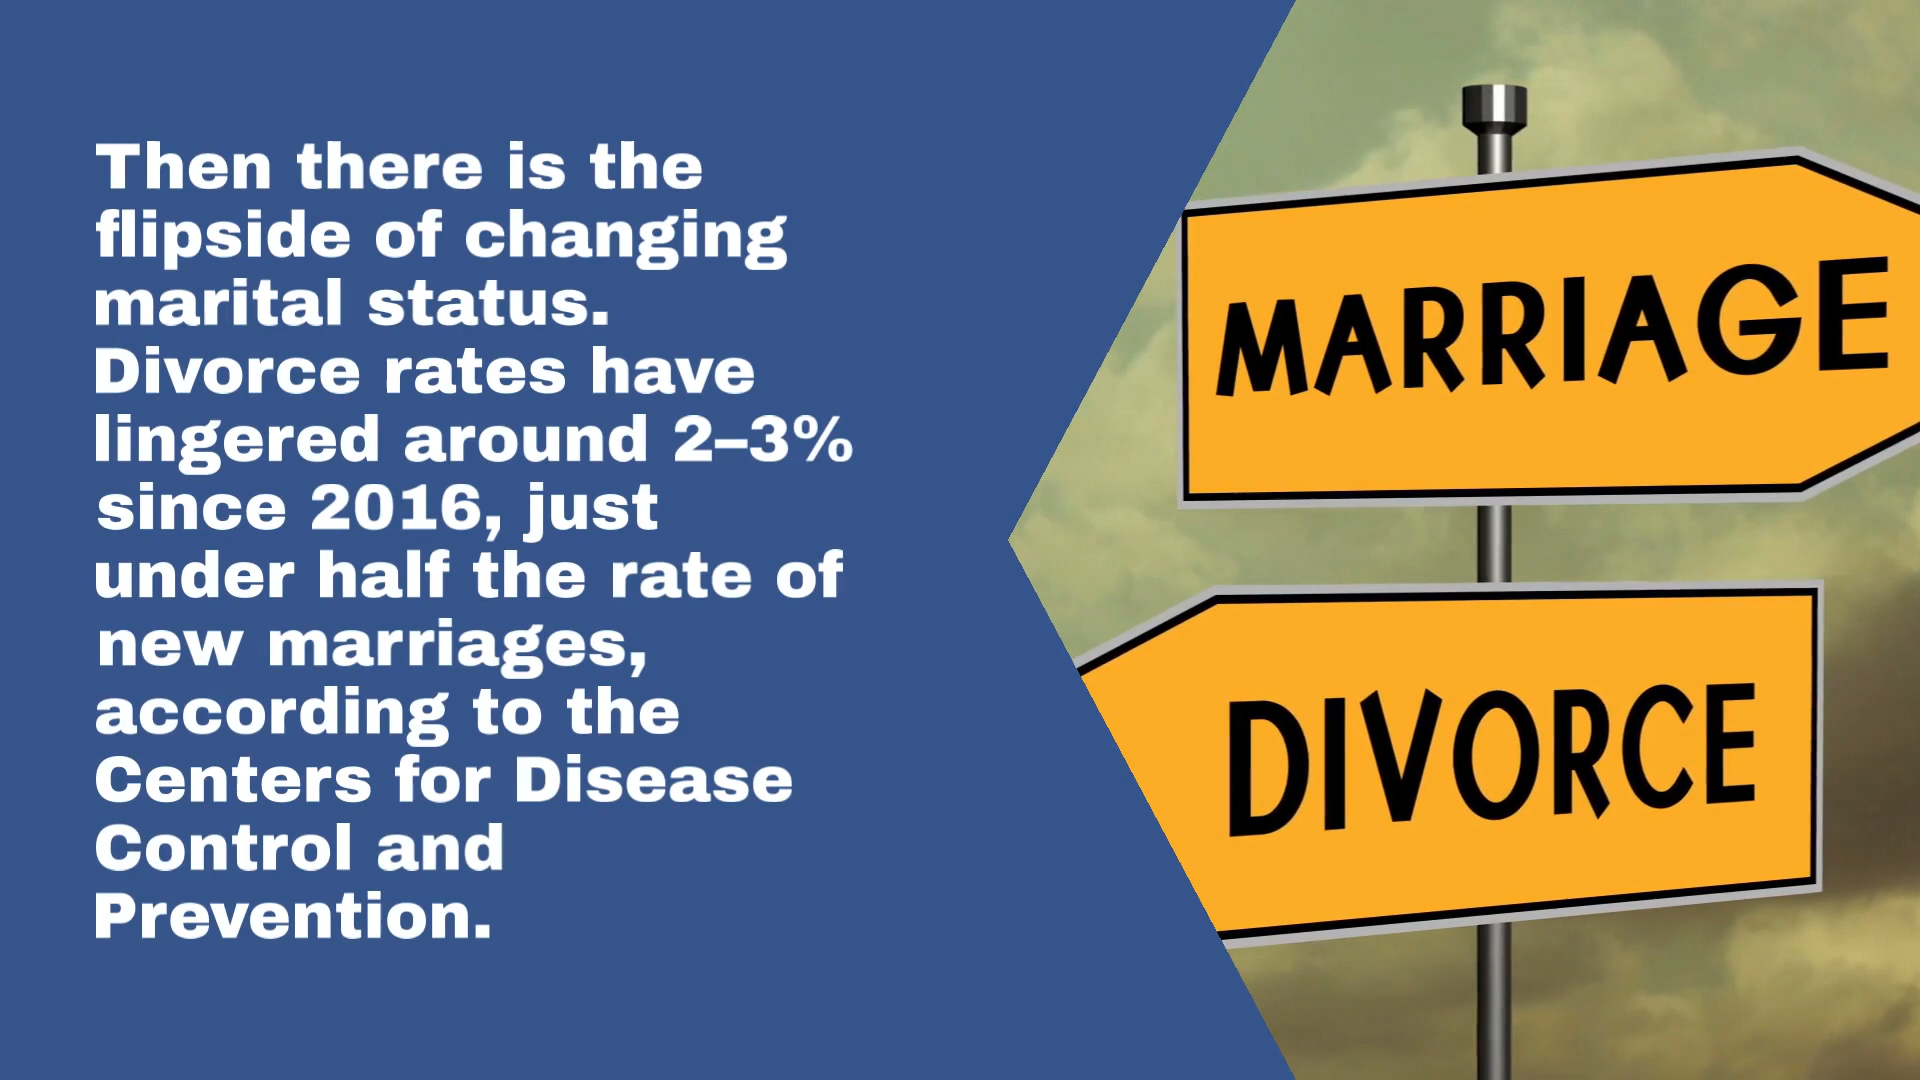 Then there is the
flipside of changing
marital status.
Divorce rates have
lingered around 2–3%
since 2016, just
under half the rate of
new marriages,
according to the
Centers for Disease
Control and
Prevention.
MARRIAGE
DIVORCE